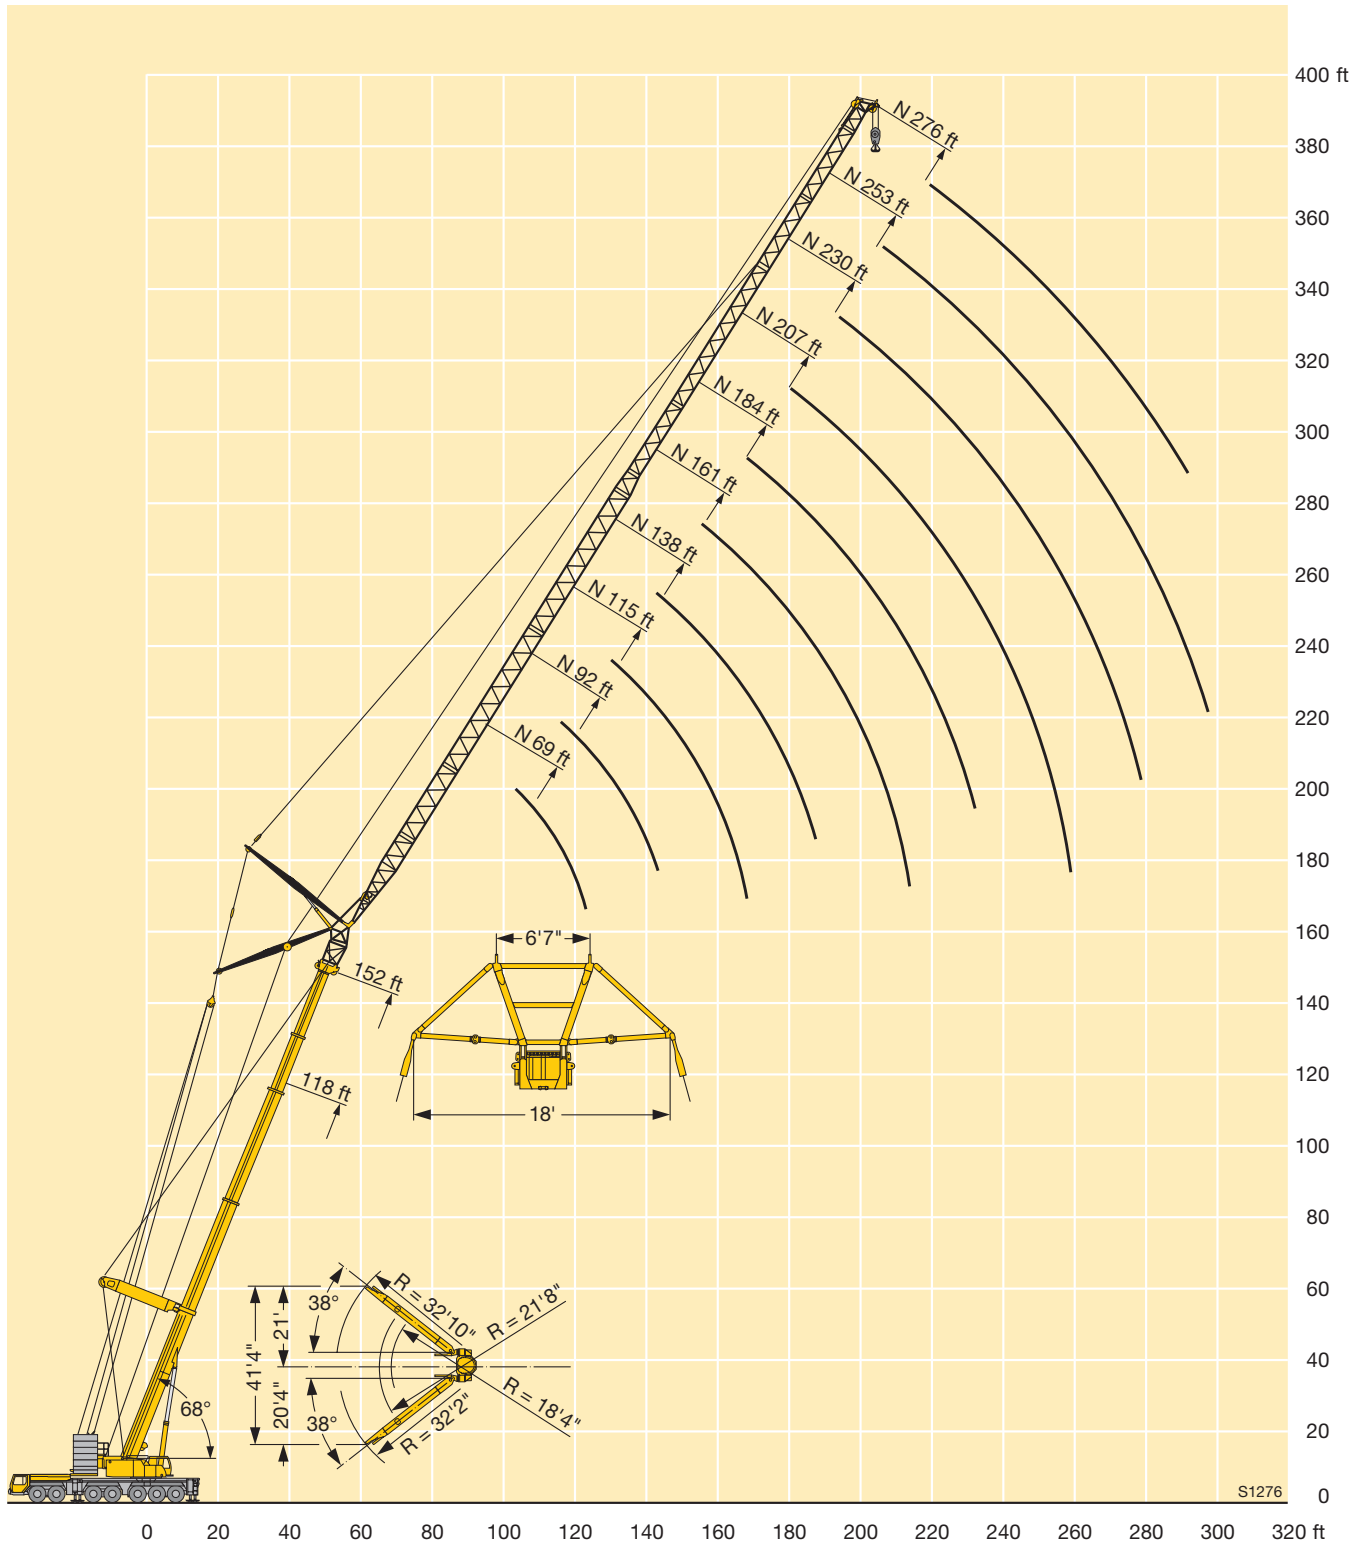 400 ft
N 276 ft
380
N 253 ft
360
N 230 ft
340
N 207 ft
320
N 184 ft
300
N 161 ft
280
N 138 ft
260
N 115 ft
240
N 92 ft
220
N 69 ft
200
180
160
6'7"
152 ft
140
118 ft
120
18'
100
80
60
38°
R = 32'10"
R = 21'8"
21'
41'4"
40
20'4"
68°
38°
R = 32'2"
R = 18'4"
20
S1276
0
0 20 40 60 80 100 120 140 160 180 200 220 240 260 280 300 320 ft